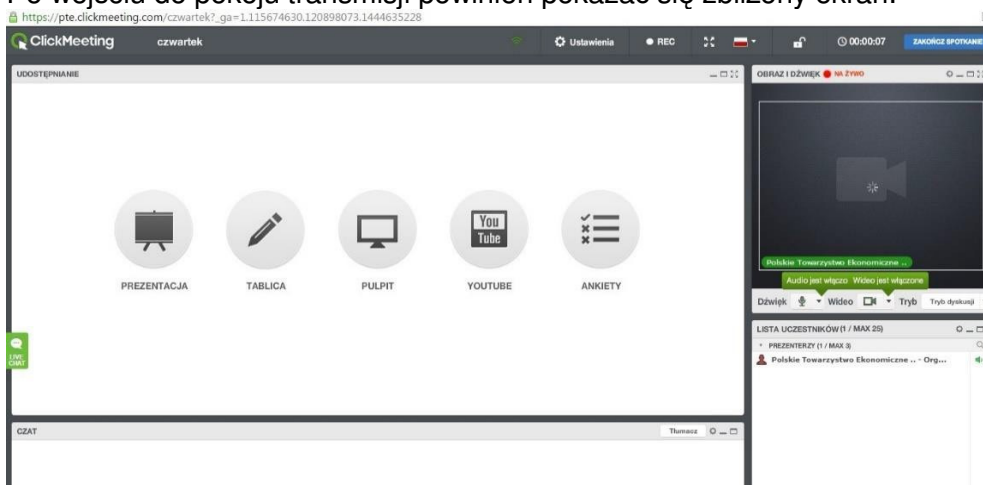 Po wejściu do pokoju transmisji powinien pokazać się zbliżony ekran:
https://pte.clickmeeting.com/czwartek?_ga=1.115674630.120898073.1444635228
ClickMeeting czwartek Ustawienia REC 00:00:07 ZAKOŃCZ SPOTKANIE
UDOSTĘPNIANIE
OBRAZ I DŹWIĘK NA ŻYWO
You
Tube
PREZENTACJA TABLICA PULPIT YOUTUBE ANKIETY
Polskie Towarzystwo Ekonomiczne ..
Audio jest włączo Wideo jest włączone
Dźwięk Wideo Tryb Tryb dyskusji
LISTA UCZESTNIKÓW (1 / MAX 25)
PREZENTERZY (1 / MAX 3)
Polskie Towarzystwo Ekonomiczne .. - Org...
LIVE
CHAT
CZAT Tłumacz